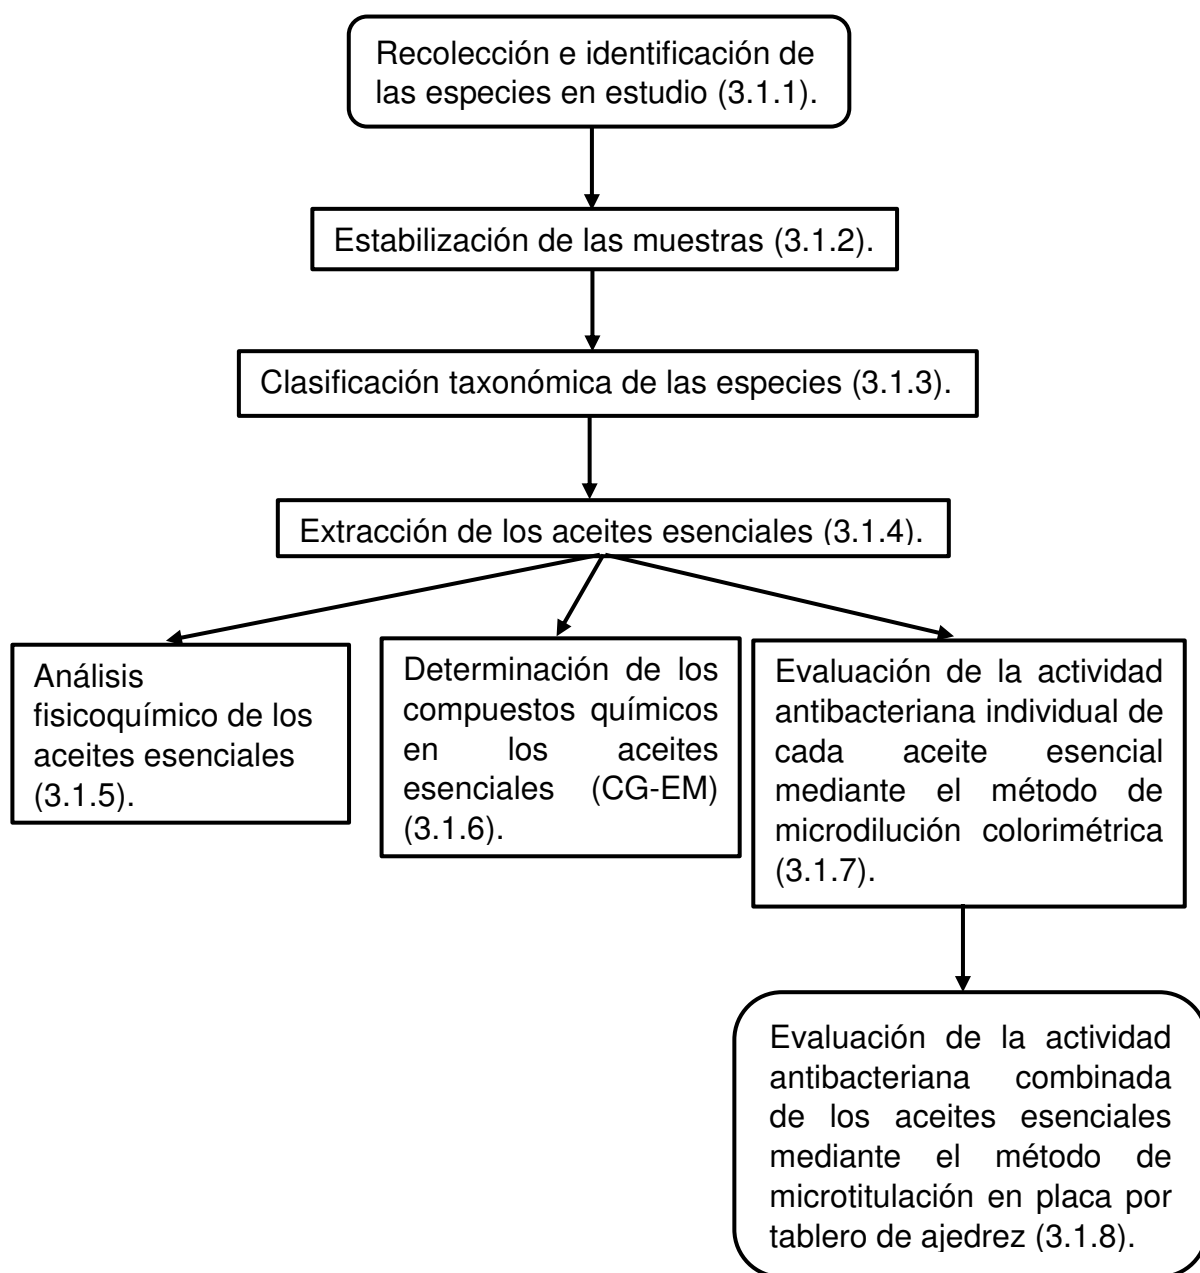 Recolección e identificación de
las especies en estudio (3.1.1).
Estabilización de las muestras (3.1.2).
Clasificación taxonómica de las especies (3.1.3).
Extracción de los aceites esenciales (3.1.4).
Análisis
fisicoquímico de los
aceites esenciales
(3.1.5).
Determinación de los
compuestos químicos
en los aceites
esenciales (CG-EM)
(3.1.6).
Evaluación de la actividad
antibacteriana individual de
cada aceite esencial
mediante el método de
microdilución colorimétrica
(3.1.7).
Evaluación de la actividad
antibacteriana combinada
de los aceites esenciales
mediante el método de
microtitulación en placa por
tablero de ajedrez (3.1.8).